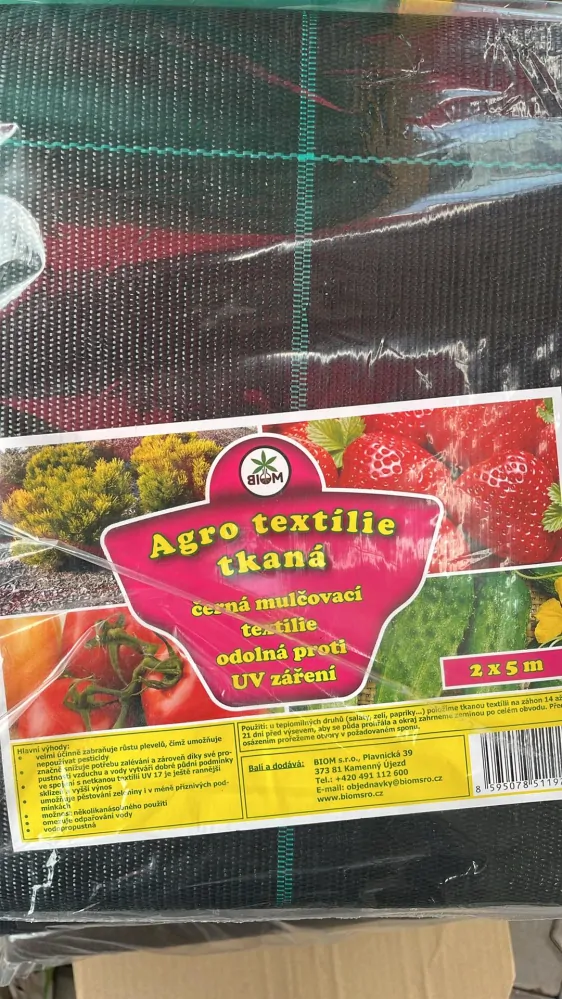 BIOM
Agro textílie
tkaná
černá mulčovací
textilie
odolná proti
UV záření
2 x 5 m
Hlavní výhody:
• velmi účinně zabraňuje růstu plevelů, čímž umožňuje
nepoužívat pesticidy
• značně snižuje potřebu zalévání a zároveň díky své pro-
pustnosti vzduchu a vody vytváří dobré půdní podmínky
• ve spojení s netkanou textilií UV 17 je ještě rannější
sklizeň a vyšší výnos
• umožňuje pěstování zeleniny i v méně příznivých pod-
mínkách
• možnost několikanásobného použití
• omezuje odpařování vody
• vodopropustná
Použití: u teplomilných druhů (saláty, zelí, papriky...) položíme tkanou textilii na záhon 14 až
21 dní před výsevem, aby se půda prohřála a okraj zahrneme zeminou po celém obvodu. Před
osázením prořežeme otvory v požadovaném sponu.
Balí a dodává:
BIOM s.r.o., Plavnická 39
373 81 Kamenný Újezd
Tel.: +420 491 112 600
E-mail: objednavky@biomsro.cz
www.biomsro.cz
8 595078 5119